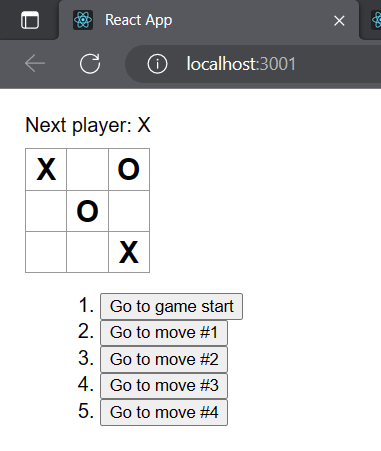 React App
localhost:3001
Next player: X
X O
O
X
1. Go to game start
2. Go to move #1
3. Go to move #2
4. Go to move #3
5. Go to move #4